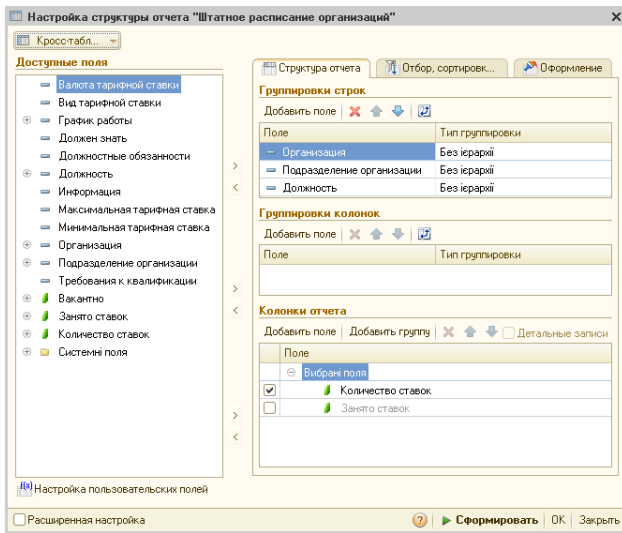 Настройка структуры отчета "Штатное расписание организаций"
Кросс-табл...
Доступные поля
Валюта тарифной ставки
Вид тарифной ставки
График работы
Должен знать
Должностные обязанности
Должность
Информация
Максимальная тарифная ставка
Минимальная тарифная ставка
Организация
Подразделение организации
Требования к квалификации
Вакантно
Занято ставок
Количество ставок
Системні поля
f(x) Настройка пользовательских полей
Структура отчета
Отбор, сортировк...
Оформление
Группировки строк
Добавить поле
Поле Тип группировки
Организация Без ієрархії
Подразделение организации Без ієрархії
Должность Без ієрархії
Группировки колонок
Добавить поле
Поле Тип группировки
Колонки отчета
Добавить поле Добавить группу Детальные записи
Поле
Вибрані поля
Количество ставок
Занято ставок
Расширенная настройка
? Сформировать OK Закрыть